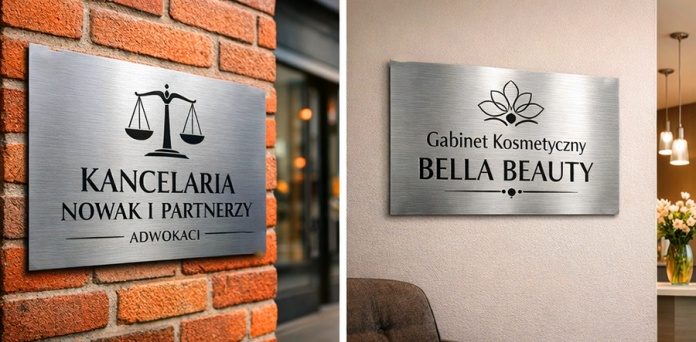 KANCELARIA
NOWAK I PARTNERZY
ADWOKACI
Gabinet Kosmetyczny
BELLA BEAUTY